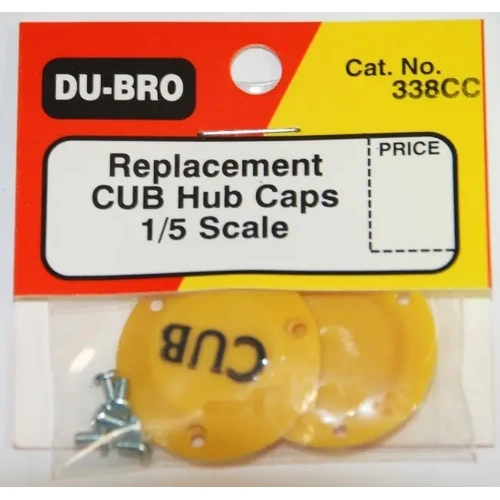 DU-BRO
Cat. No.
338CC
Replacement
CUB Hub Caps
1/5 Scale
PRICE
CUB